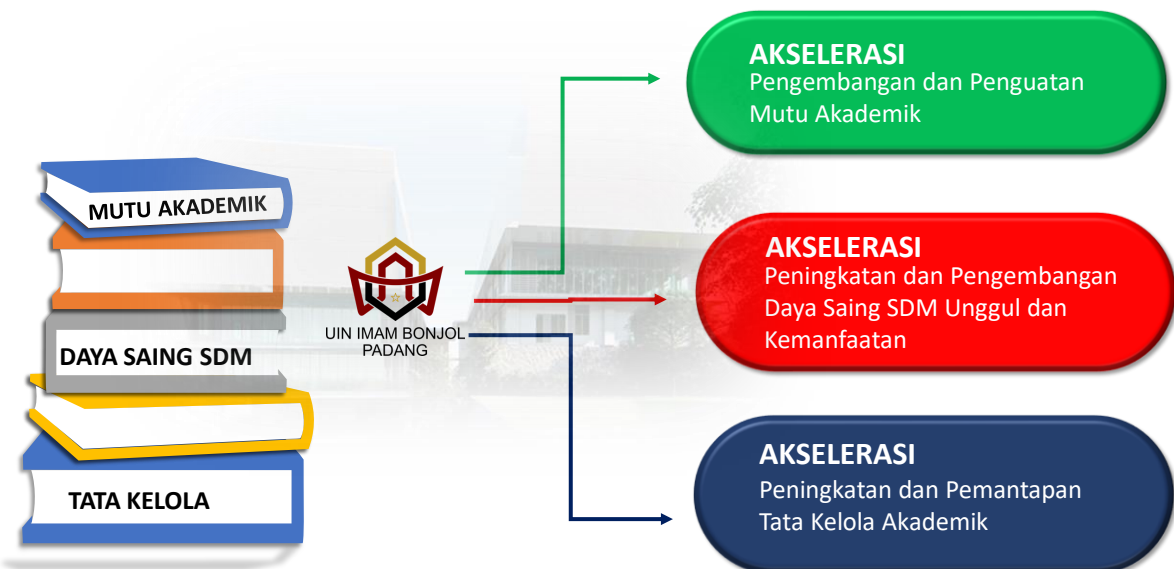 MUTU AKADEMIK
DAYA SAING SDM
TATA KELOLA
UIN IMAM BONJOL
PADANG
AKSELERASI
Pengembangan dan Penguatan
Mutu Akademik
AKSELERASI
Peningkatan dan Pengembangan
Daya Saing SDM Unggul dan
Kemanfaatan
AKSELERASI
Peningkatan dan Pemantapan
Tata Kelola Akademik